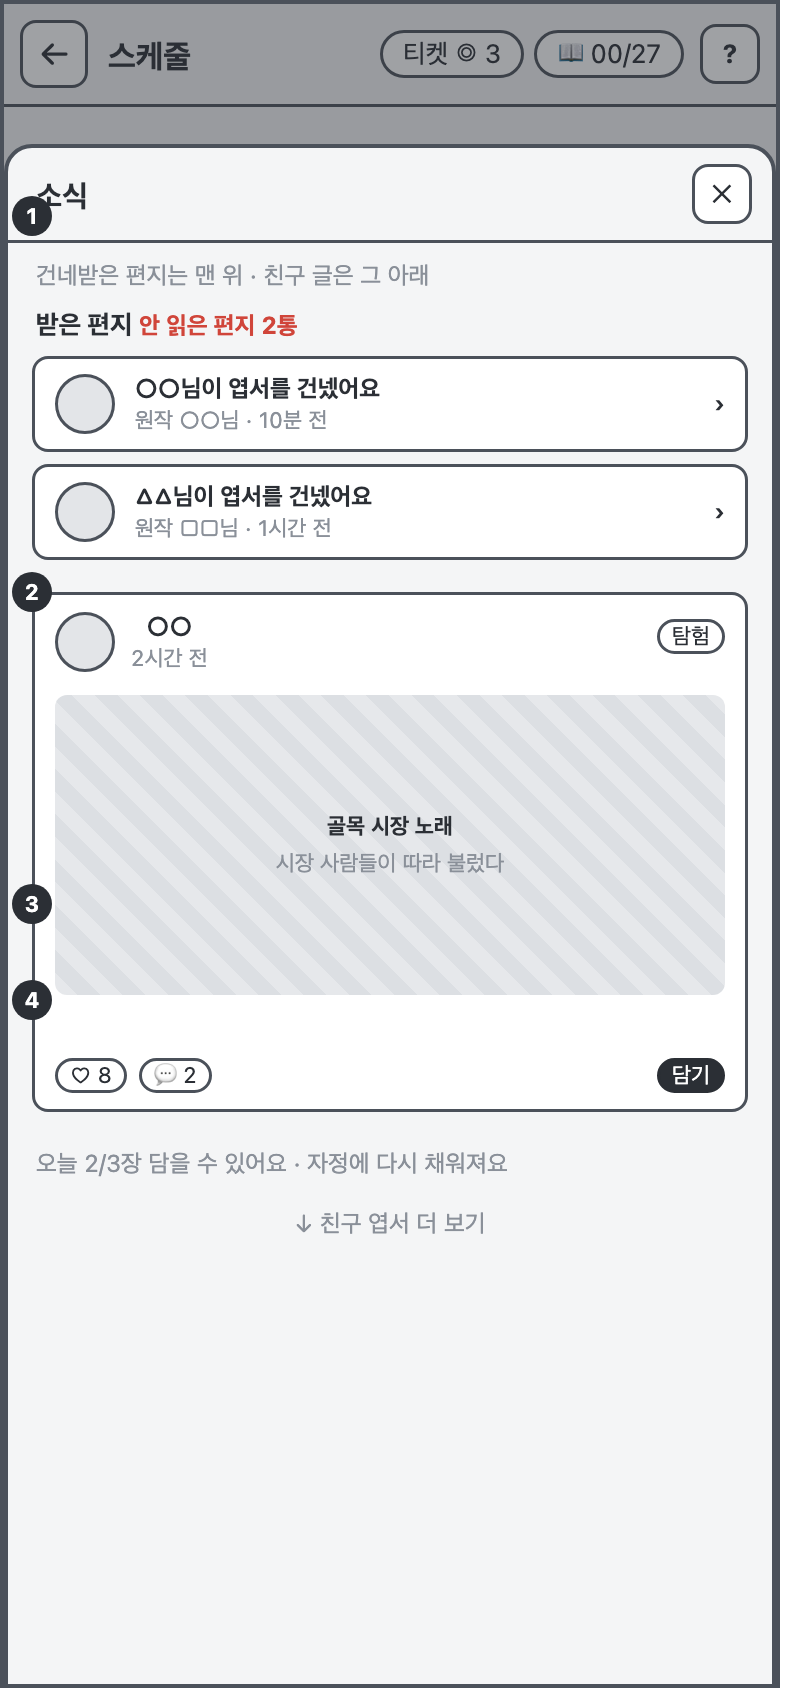 ← 스케줄 티켓 ◎ 3 📖 00/27 ?
소식 ×
1
건네받은 편지는 맨 위 · 친구 글은 그 아래
받은 편지 안 읽은 편지 2통
○○님이 엽서를 건넸어요
원작 ○○님 · 10분 전 ›
△△님이 엽서를 건넸어요
원작 □□님 · 1시간 전 ›
2
○○ 탐험
2시간 전
골목 시장 노래
시장 사람들이 따라 불렀다
3
4
♡ 8 💬 2 담기
오늘 2/3장 담을 수 있어요 · 자정에 다시 채워져요
↓ 친구 엽서 더 보기